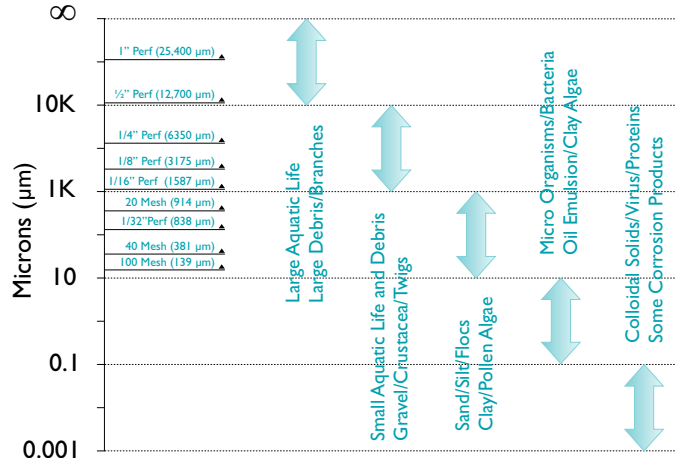 ∞
1” Perf (25,400 µm)
½” Perf (12,700 µm)
10K
1/4” Perf (6350 µm)
1/8” Perf (3175 µm)
1/16” Perf (1587 µm)
1K
20 Mesh (914 µm)
1/32”Perf (838 µm)
40 Mesh (381 µm)
100 Mesh (139 µm)
10
0.1
0.001
Microns (µm)
Large Aquatic Life
Large Debris/Branches
Small Aquatic Life and Debris
Gravel/Crustacea/Twigs
Sand/Silt/Flocs
Clay/Pollen Algae
Micro Organisms/Bacteria
Oil Emulsion/Clay Algae
Colloidal Solids/Virus/Proteins
Some Corrosion Products